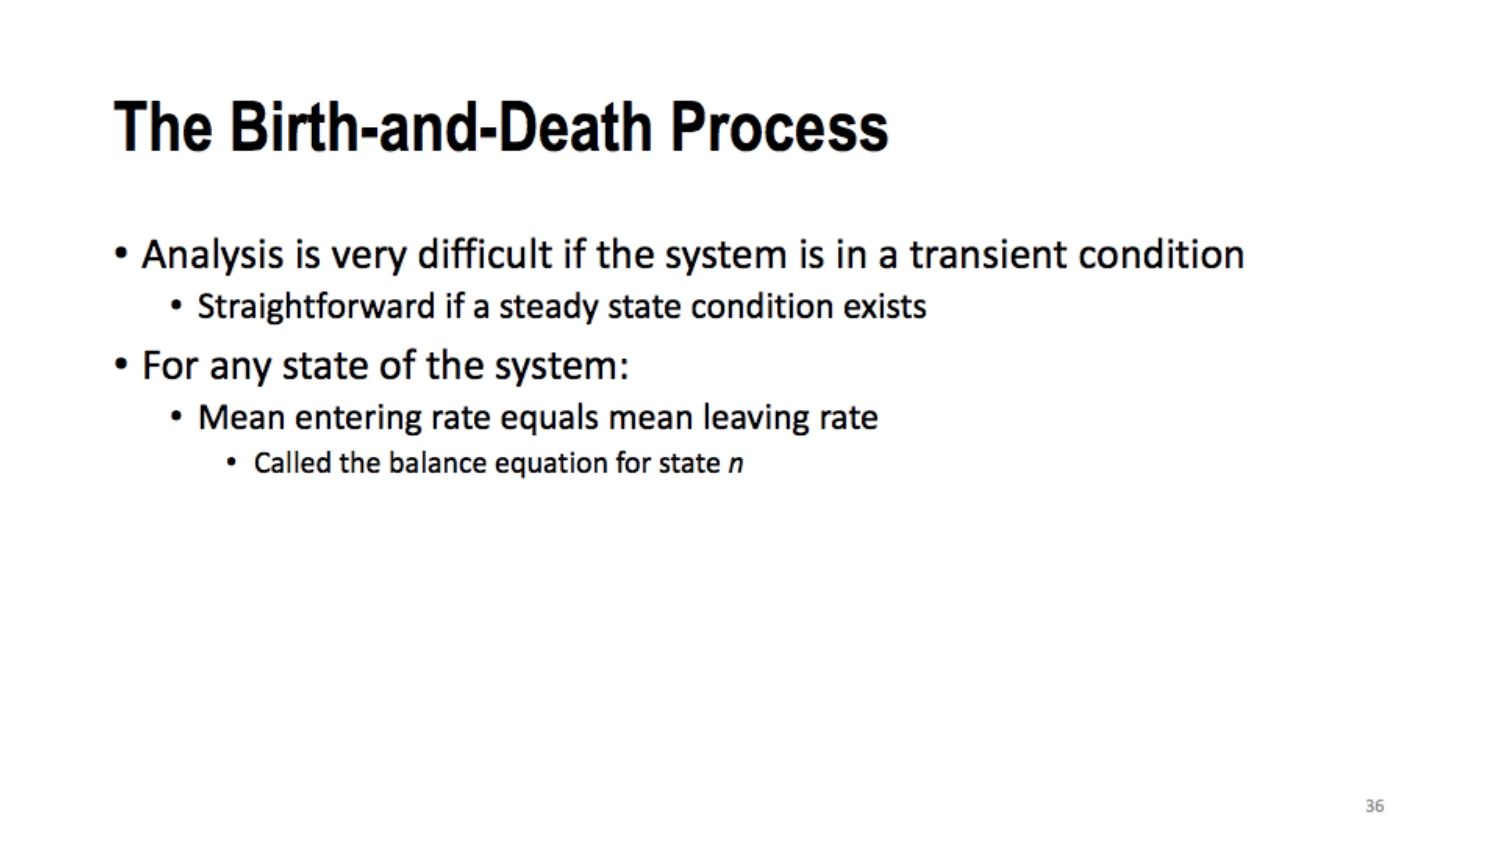 The Birth-and-Death Process
• Analysis is very difficult if the system is in a transient condition
• Straightforward if a steady state condition exists
• For any state of the system:
• Mean entering rate equals mean leaving rate
• Called the balance equation for state n
36